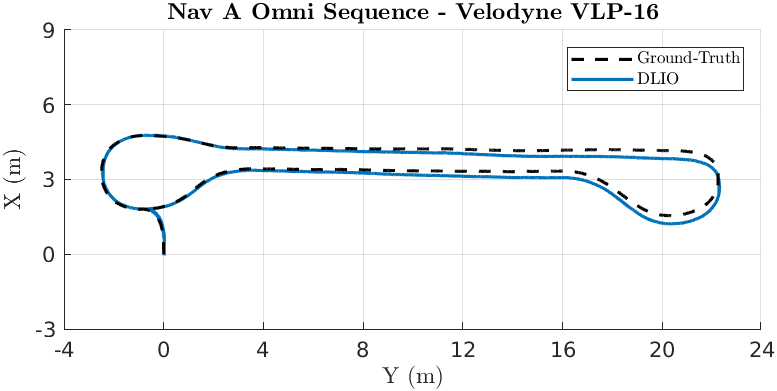 Nav A Omni Sequence - Velodyne VLP-16
9
6
3
0
-3
X (m)
Ground-Truth
DLIO
-4
0
4
8
12
16
20
24
Y (m)